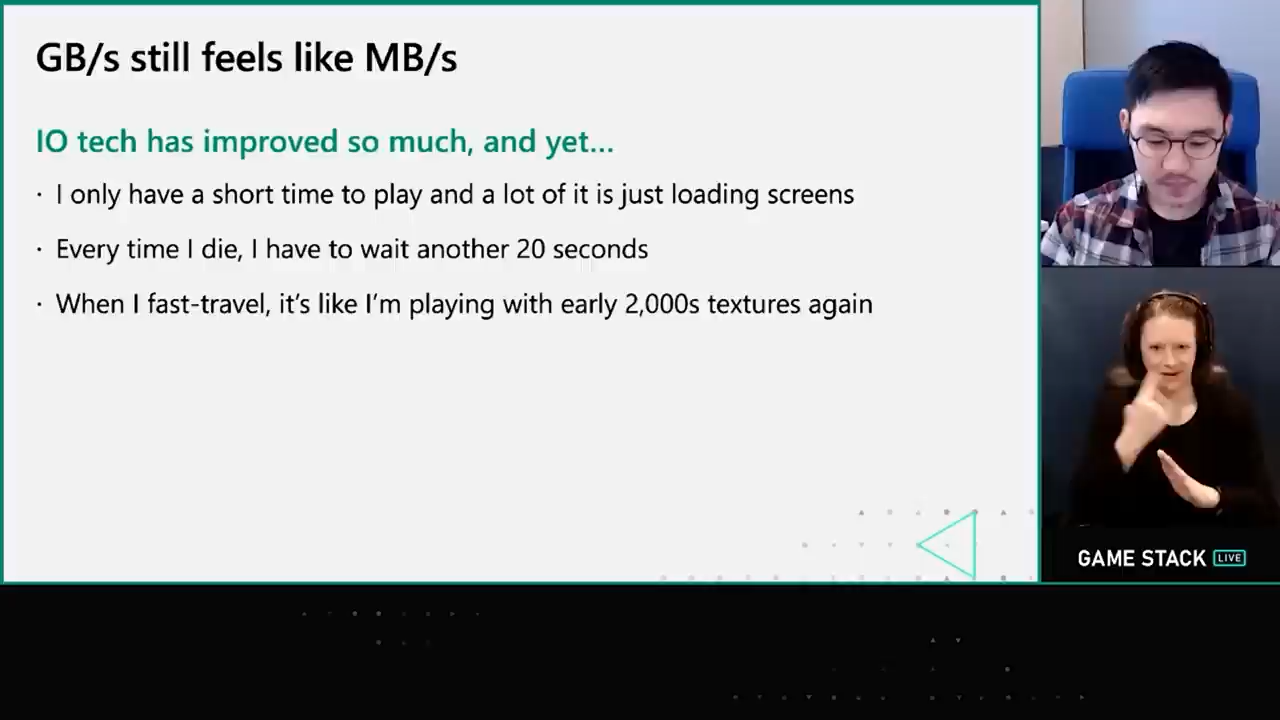 GB/s still feels like MB/s
IO tech has improved so much, and yet...
· I only have a short time to play and a lot of it is just loading screens
· Every time I die, I have to wait another 20 seconds
· When I fast-travel, it's like I'm playing with early 2,000s textures again
GAME STACK LIVE